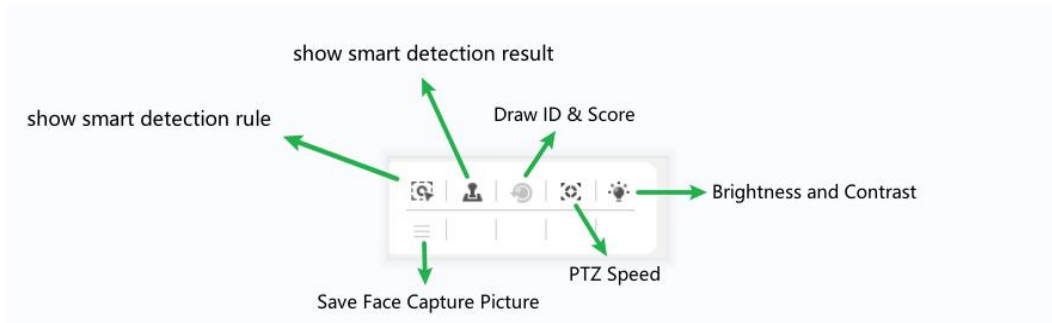 show smart detection result
Draw ID & Score
show smart detection rule
Brightness and Contrast
PTZ Speed
Save Face Capture Picture